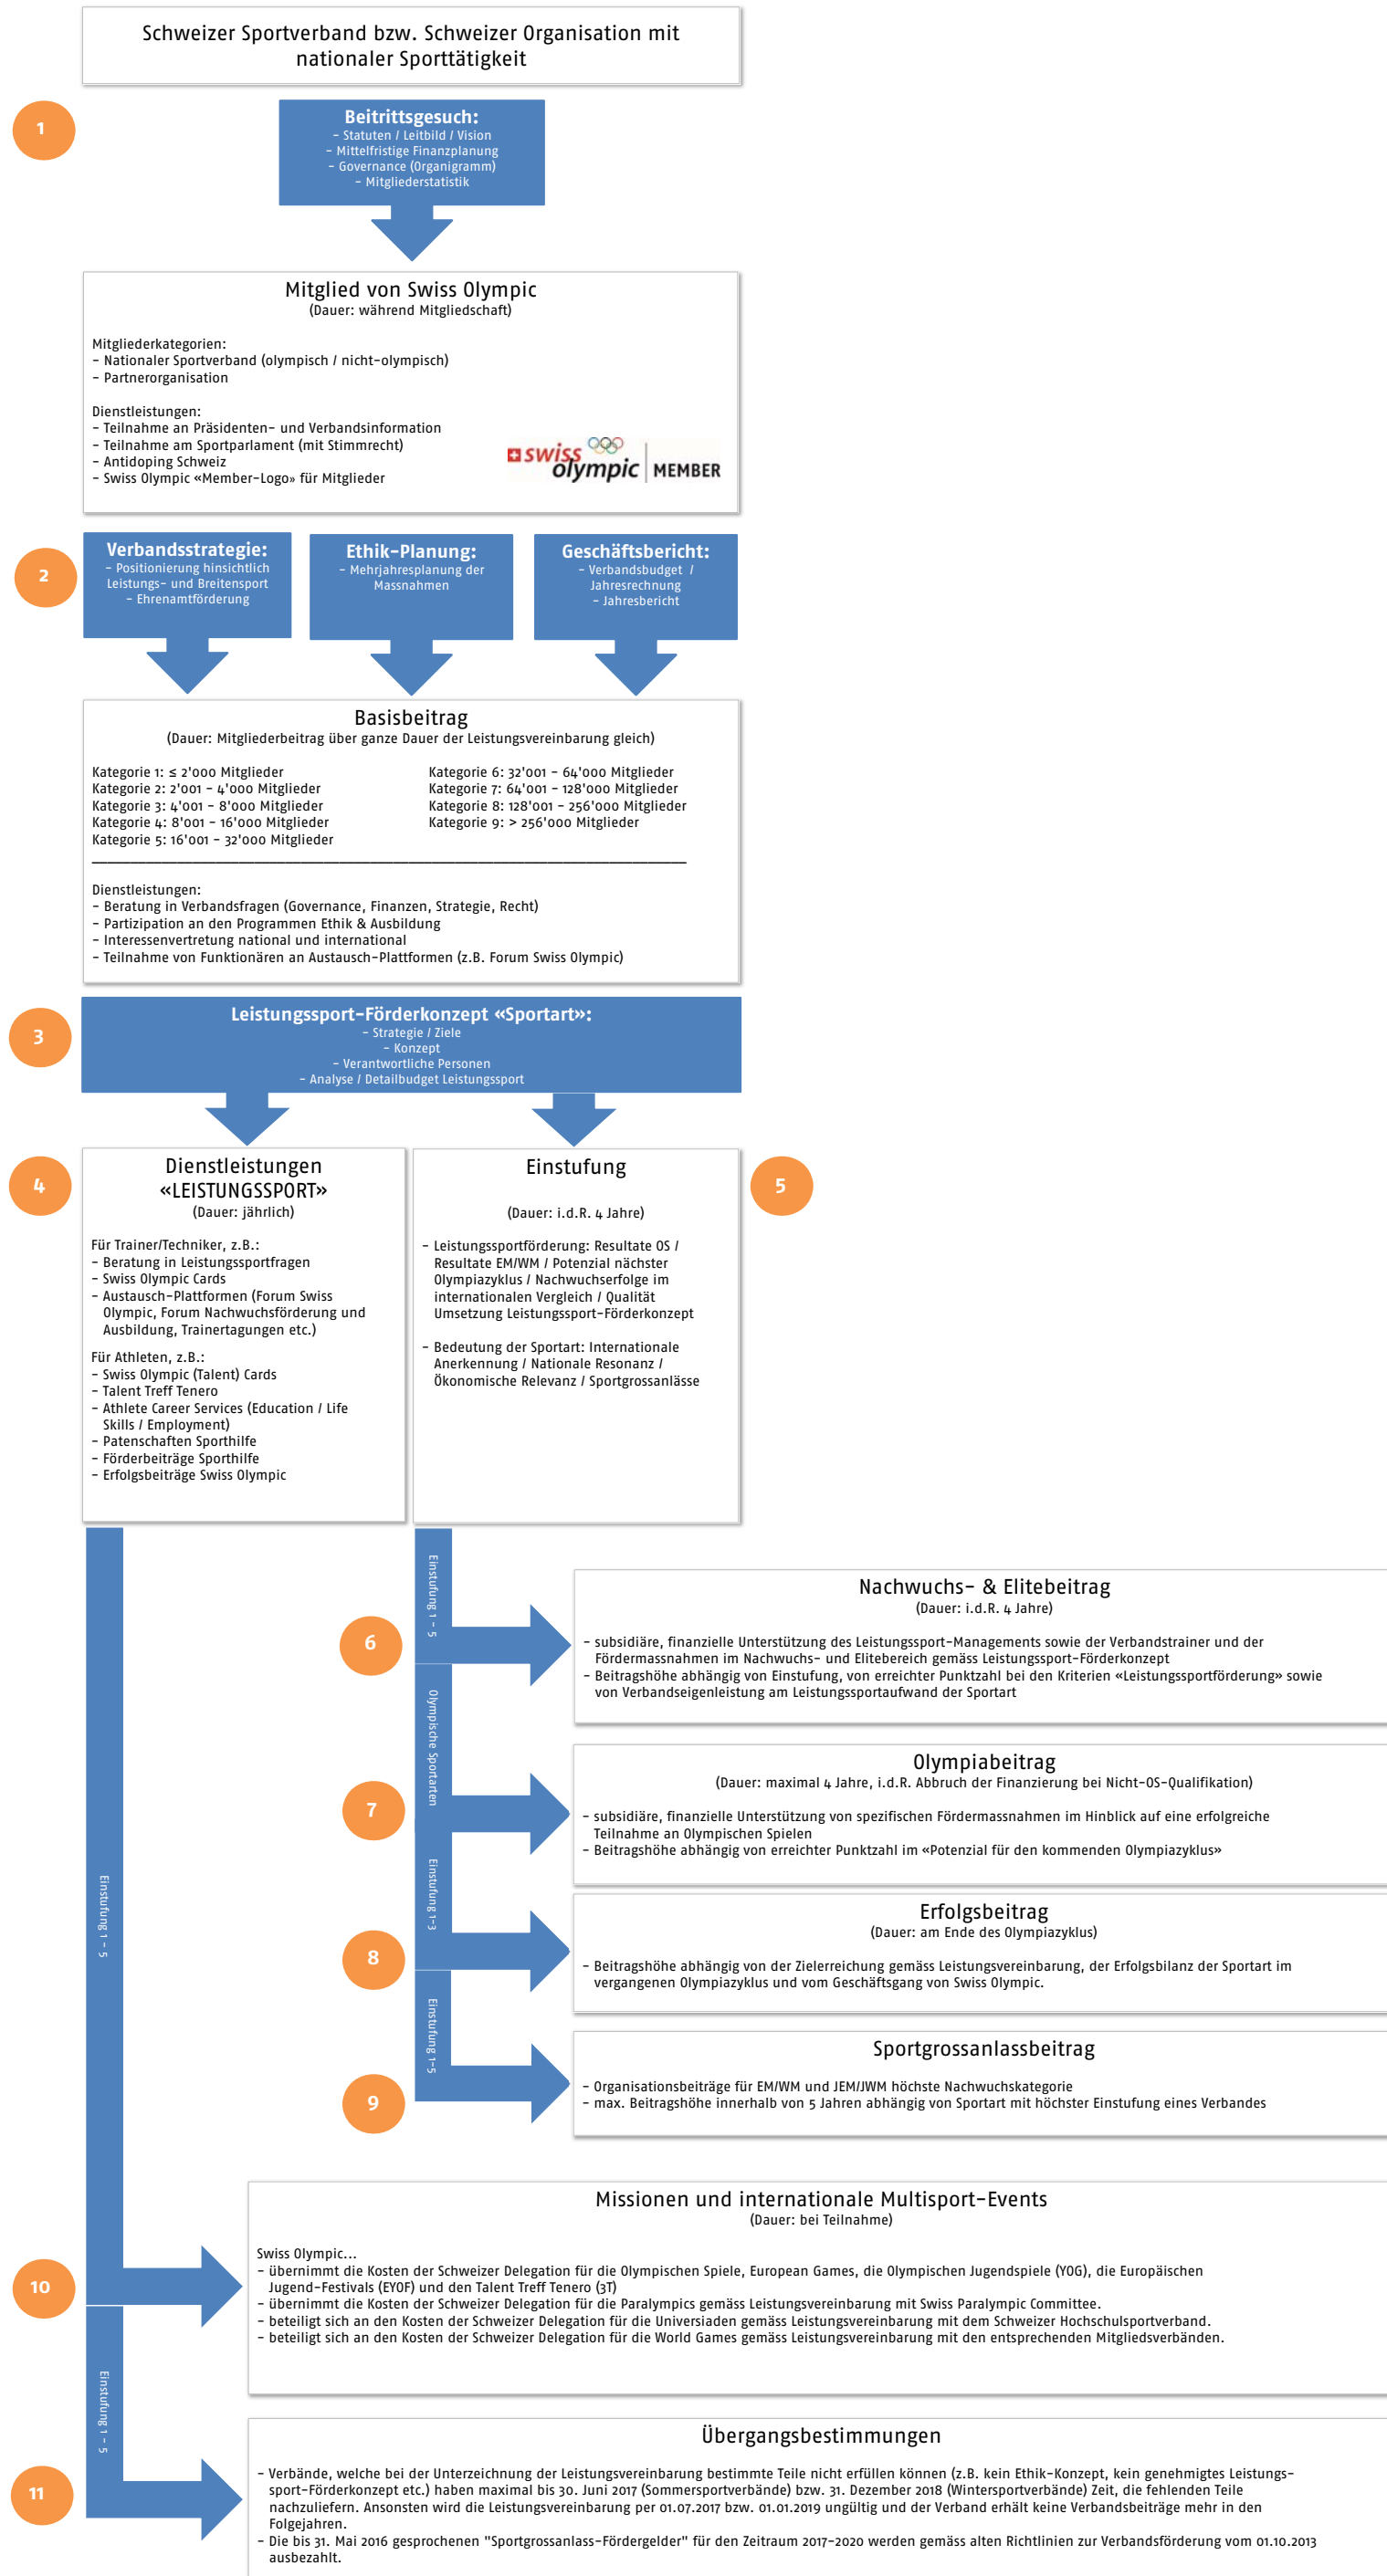 Schweizer Sportverband bzw. Schweizer Organisation mit
nationaler Sporttätigkeit
1
Beitrittsgesuch:
- Statuten / Leitbild / Vision
- Mittelfristige Finanzplanung
- Governance (Organigramm)
- Mitgliederstatistik
Mitglied von Swiss Olympic
(Dauer: während Mitgliedschaft)
Mitgliederkategorien:
- Nationaler Sportverband (olympisch / nicht-olympisch)
- Partnerorganisation
Dienstleistungen:
- Teilnahme an Präsidenten- und Verbandsinformation
- Teilnahme am Sportparlament (mit Stimmrecht)
- Antidoping Schweiz
- Swiss Olympic «Member-Logo» für Mitglieder
swiss
olympic MEMBER
2
Verbandsstrategie:
- Positionierung hinsichtlich
Leistungs- und Breitensport
- Ehrenamtförderung
Ethik-Planung:
- Mehrjahresplanung der
Massnahmen
Geschäftsbericht:
- Verbandsbudget /
Jahresrechnung
- Jahresbericht
Basisbeitrag
(Dauer: Mitgliederbeitrag über ganze Dauer der Leistungsvereinbarung gleich)
Kategorie 1: ≤ 2'000 Mitglieder
Kategorie 2: 2'001 - 4'000 Mitglieder
Kategorie 3: 4'001 - 8'000 Mitglieder
Kategorie 4: 8'001 - 16'000 Mitglieder
Kategorie 5: 16'001 - 32'000 Mitglieder
Kategorie 6: 32'001 - 64'000 Mitglieder
Kategorie 7: 64'001 - 128'000 Mitglieder
Kategorie 8: 128'001 - 256'000 Mitglieder
Kategorie 9: > 256'000 Mitglieder
Dienstleistungen:
- Beratung in Verbandsfragen (Governance, Finanzen, Strategie, Recht)
- Partizipation an den Programmen Ethik & Ausbildung
- Interessenvertretung national und international
- Teilnahme von Funktionären an Austausch-Plattformen (z.B. Forum Swiss Olympic)
3
Leistungssport-Förderkonzept «Sportart»:
- Strategie / Ziele
- Konzept
- Verantwortliche Personen
- Analyse / Detailbudget Leistungssport
4
Dienstleistungen
«LEISTUNGSSPORT»
(Dauer: jährlich)
Für Trainer/Techniker, z.B.:
- Beratung in Leistungssportfragen
- Swiss Olympic Cards
- Austausch-Plattformen (Forum Swiss
Olympic, Forum Nachwuchsförderung und
Ausbildung, Trainertagungen etc.)
Für Athleten, z.B.:
- Swiss Olympic (Talent) Cards
- Talent Treff Tenero
- Athlete Career Services (Education / Life
Skills / Employment)
- Patenschaften Sporthilfe
- Förderbeiträge Sporthilfe
- Erfolgsbeiträge Swiss Olympic
5
Einstufung
(Dauer: i.d.R. 4 Jahre)
- Leistungssportförderung: Resultate OS /
Resultate EM/WM / Potenzial nächster
Olympiazyklus / Nachwuchserfolge im
internationalen Vergleich / Qualität
Umsetzung Leistungssport-Förderkonzept
- Bedeutung der Sportart: Internationale
Anerkennung / Nationale Resonanz /
Ökonomische Relevanz / Sportgrossanlässe
Einstufung 1 - 5
6
Nachwuchs- & Elitebeitrag
(Dauer: i.d.R. 4 Jahre)
- subsidiäre, finanzielle Unterstützung des Leistungssport-Managements sowie der Verbandstrainer und der
Fördermassnahmen im Nachwuchs- und Elitebereich gemäss Leistungssport-Förderkonzept
- Beitragshöhe abhängig von Einstufung, von erreichter Punktzahl bei den Kriterien «Leistungssportförderung» sowie
von Verbandseigenleistung am Leistungssportaufwand der Sportart
Olympische Sportarten
7
Olympiabeitrag
(Dauer: maximal 4 Jahre, i.d.R. Abbruch der Finanzierung bei Nicht-OS-Qualifikation)
- subsidiäre, finanzielle Unterstützung von spezifischen Fördermassnahmen im Hinblick auf eine erfolgreiche
Teilnahme an Olympischen Spielen
- Beitragshöhe abhängig von erreichter Punktzahl im «Potenzial für den kommenden Olympiazyklus»
Einstufung 1-3
8
Erfolgsbeitrag
(Dauer: am Ende des Olympiazyklus)
- Beitragshöhe abhängig von der Zielerreichung gemäss Leistungsvereinbarung, der Erfolgsbilanz der Sportart im
vergangenen Olympiazyklus und vom Geschäftsgang von Swiss Olympic.
Einstufung 1-5
9
Sportgrossanlassbeitrag
- Organisationsbeiträge für EM/WM und JEM/JWM höchste Nachwuchskategorie
- max. Beitragshöhe innerhalb von 5 Jahren abhängig von Sportart mit höchster Einstufung eines Verbandes
Einstufung 1 - 5
10
Missionen und internationale Multisport-Events
(Dauer: bei Teilnahme)
Swiss Olympic...
- übernimmt die Kosten der Schweizer Delegation für die Olympischen Spiele, European Games, die Olympischen Jugendspiele (YOG), die Europäischen
Jugend-Festivals (EYOF) und den Talent Treff Tenero (3T)
- übernimmt die Kosten der Schweizer Delegation für die Paralympics gemäss Leistungsvereinbarung mit Swiss Paralympic Committee.
- beteiligt sich an den Kosten der Schweizer Delegation für die Universiaden gemäss Leistungsvereinbarung mit dem Schweizer Hochschulsportverband.
- beteiligt sich an den Kosten der Schweizer Delegation für die World Games gemäss Leistungsvereinbarung mit den entsprechenden Mitgliedsverbänden.
Einstufung 1 - 5
11
Übergangsbestimmungen
- Verbände, welche bei der Unterzeichnung der Leistungsvereinbarung bestimmte Teile nicht erfüllen können (z.B. kein Ethik-Konzept, kein genehmigtes Leistungs-
sport-Förderkonzept etc.) haben maximal bis 30. Juni 2017 (Sommersportverbände) bzw. 31. Dezember 2018 (Wintersportverbände) Zeit, die fehlenden Teile
nachzuliefern. Ansonsten wird die Leistungsvereinbarung per 01.07.2017 bzw. 01.01.2019 ungültig und der Verband erhält keine Verbandsbeiträge mehr in den
Folgejahren.
- Die bis 31. Mai 2016 gesprochenen "Sportgrossanlass-Fördergelder" für den Zeitraum 2017-2020 werden gemäss alten Richtlinien zur Verbandsförderung vom 01.10.2013
ausbezahlt.